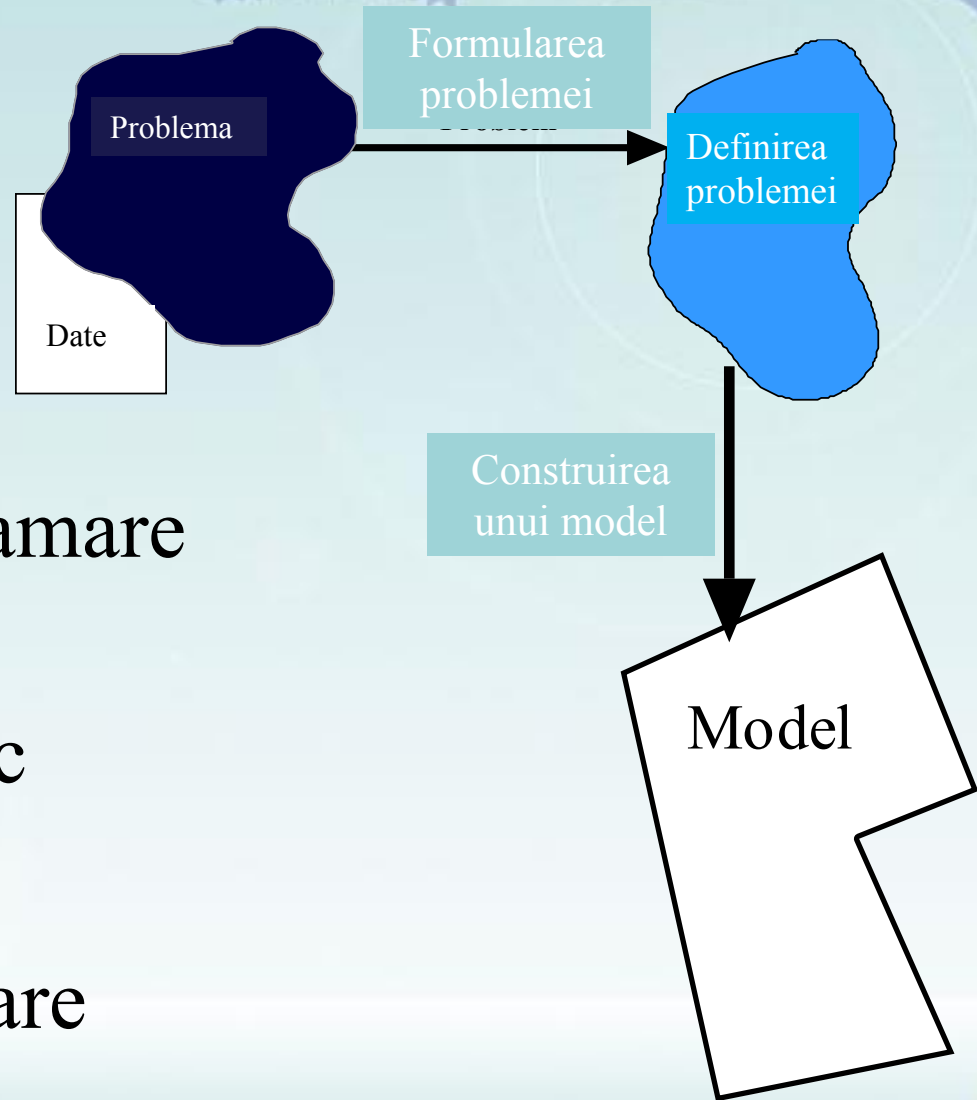 Formularea
problemei
Problema
Definirea
problemei
Date
Construirea
unui model
amare
Model
c
are